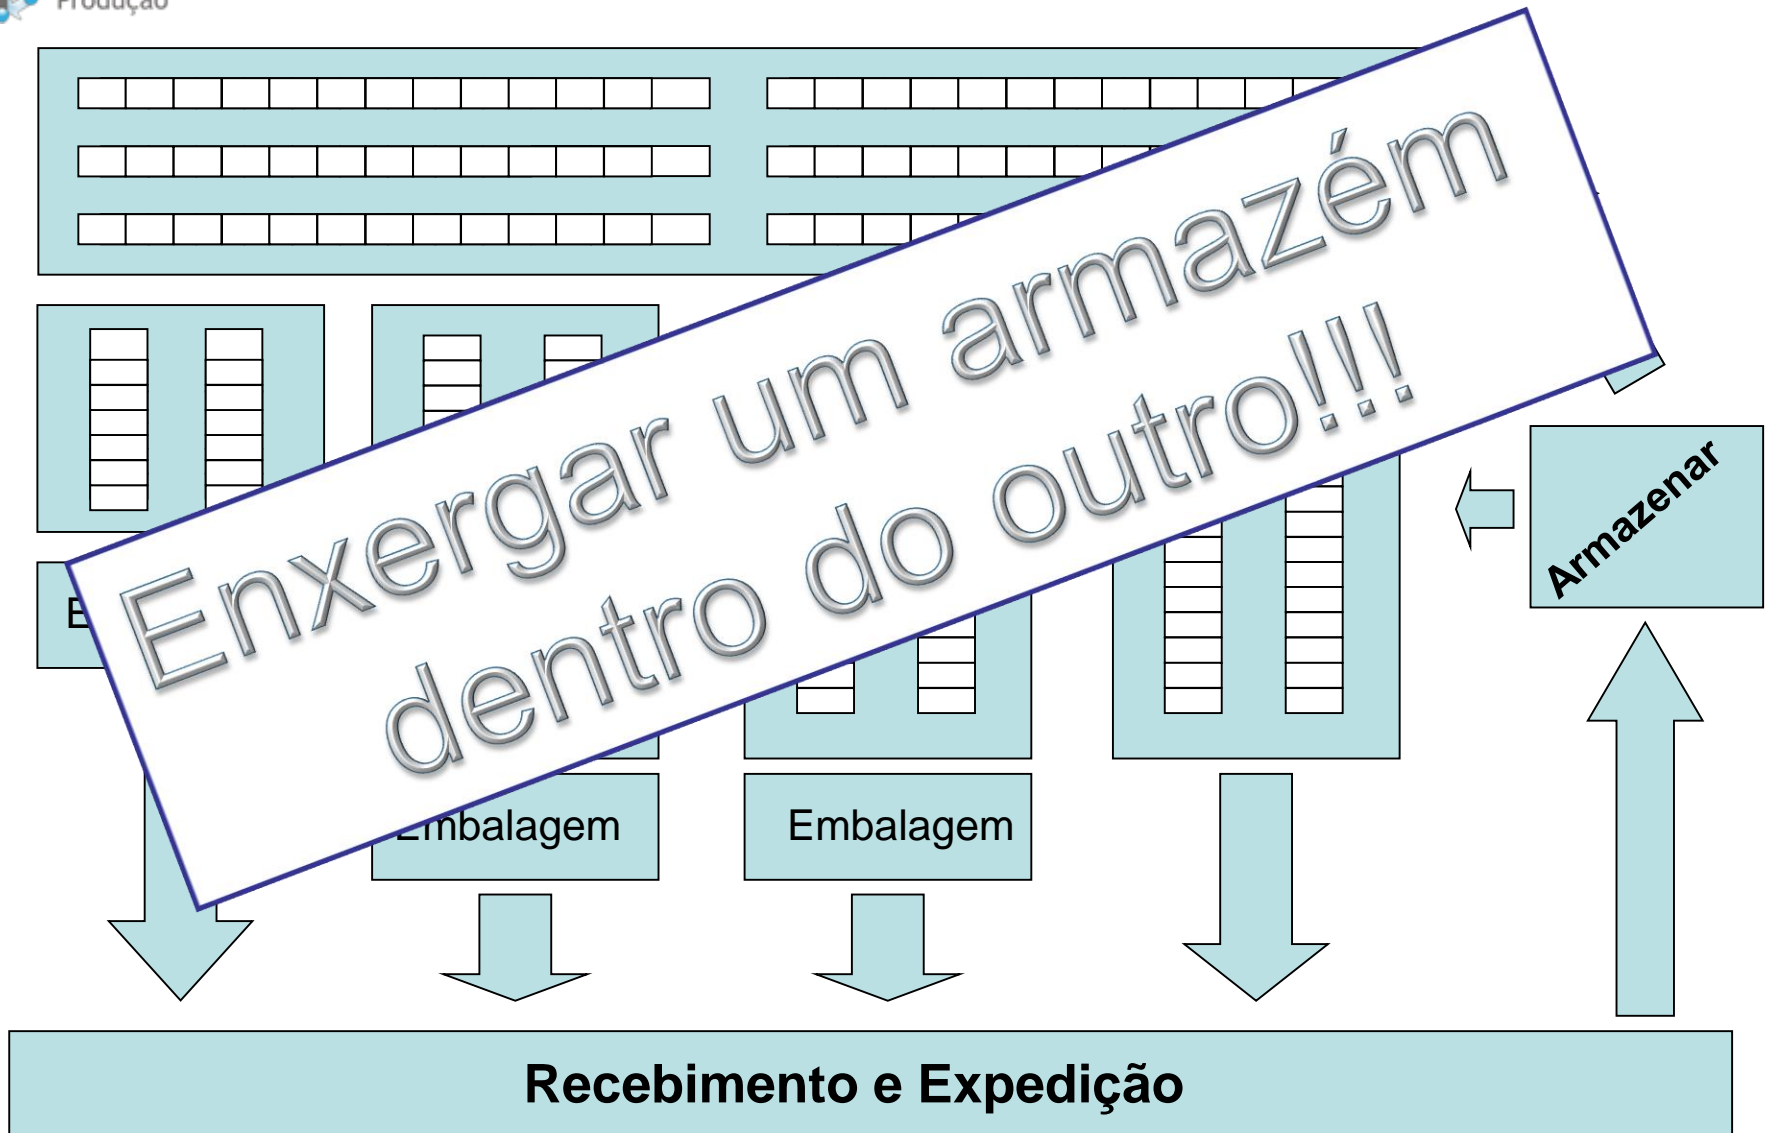 Produção
Enxergar um armazém
dentro do outro!!!
Armazenar
Embalagem
Embalagem
Recebimento e Expedição